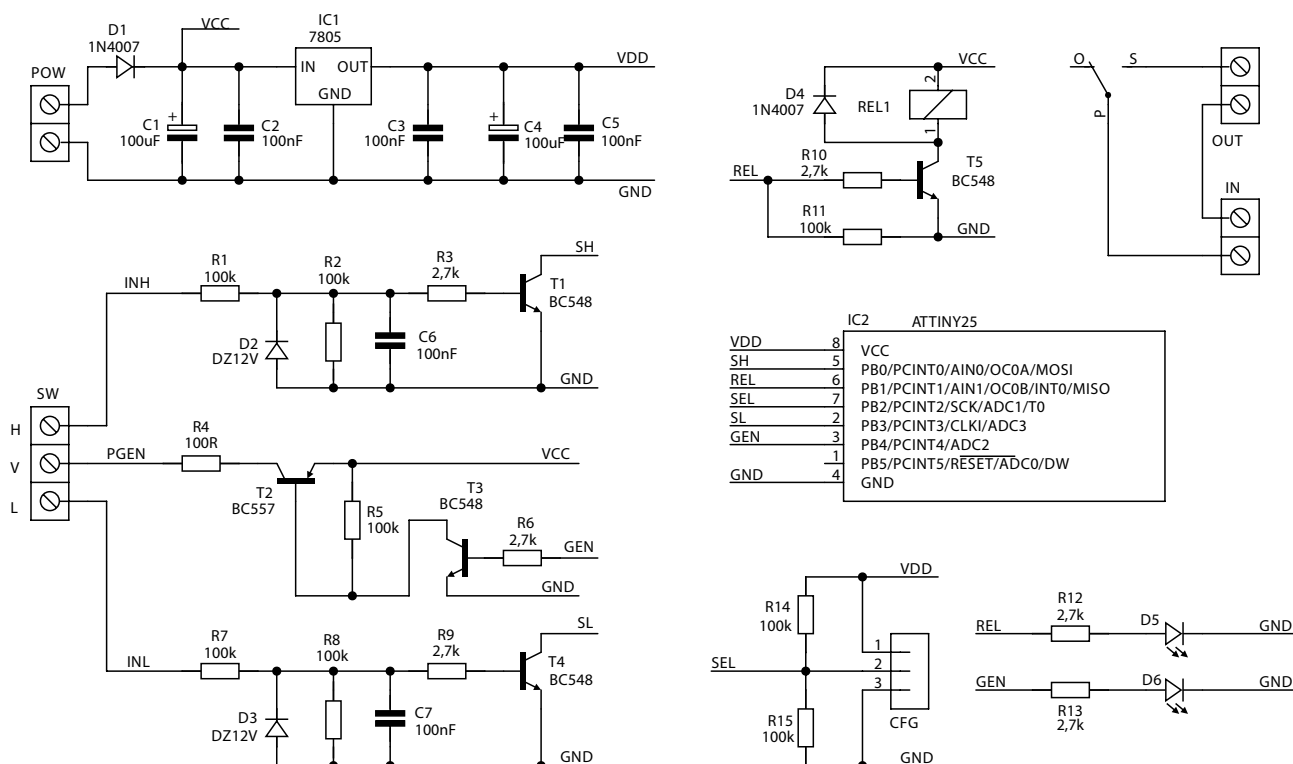 D1
1N4007
VCC
IC1
7805
IN OUT
GND
VDD
POW
C1
100uF
+
C2
100nF
C3
100nF
+
C4
100uF
C5
100nF
GND
VCC
2
D4
1N4007
REL1
1
R10
2,7k
T5
BC548
REL
R11
100k
GND
O
S
P
OUT
IN
INH
R1
100k
R2
100k
R3
2,7k
SH
T1
BC548
D2
DZ12V
C6
100nF
GND
SW
H
V
L
PGEN
R4
100R
T2
BC557
VCC
R5
100k
T3
BC548
R6
2,7k
GEN
GND
INL
R7
100k
R8
100k
R9
2,7k
SL
T4
BC548
D3
DZ12V
C7
100nF
GND
IC2 ATTINY25
VDD 8 VCC
SH 5 PB0/PCINT0/AIN0/OC0A/MOSI
REL 6 PB1/PCINT1/AIN1/OC0B/INT0/MISO
SEL 7 PB2/PCINT2/SCK/ADC1/T0
SL 2 PB3/PCINT3/CLKI/ADC3
GEN 3 PB4/PCINT4/ADC2
1 PB5/PCINT5/RESET/ADC0/DW
GND 4 GND
VDD
R14
100k
SEL
1
2
3
R15
100k
CFG
GND
REL
R12
2,7k
D5
GND
GEN
R13
2,7k
D6
GND